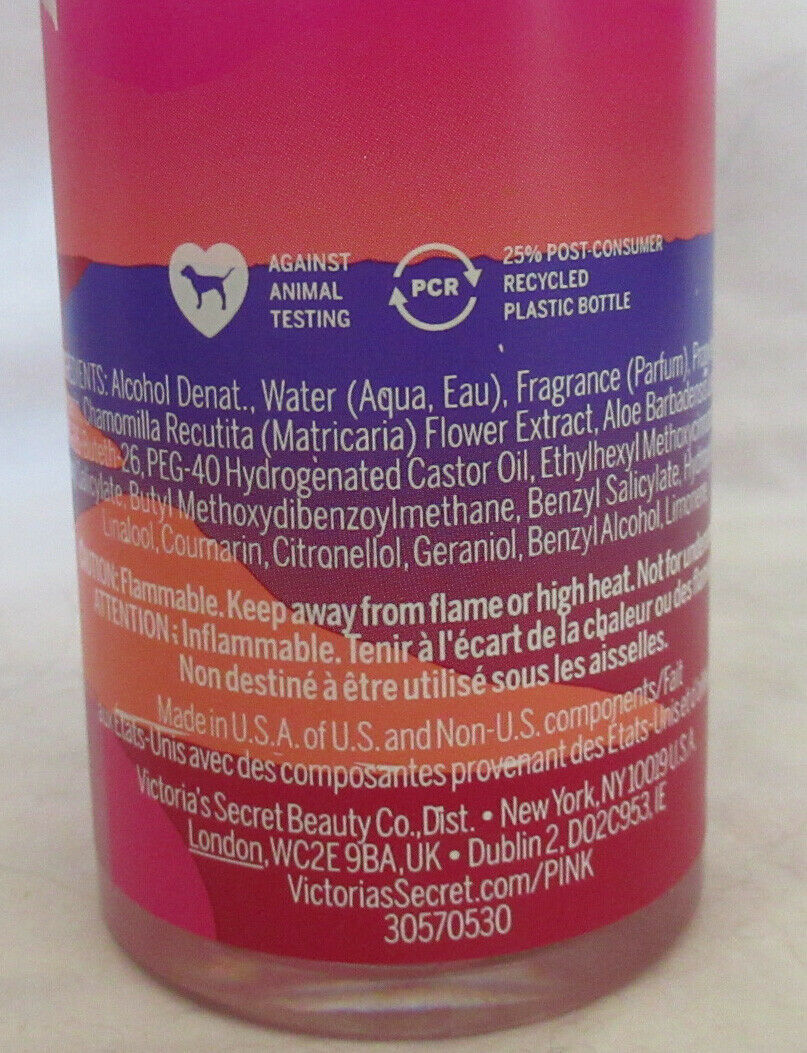 AGAINST
ANIMAL
TESTING
PCR
25% POST-CONSUMER
RECYCLED
PLASTIC BOTTLE
Alcohol Denat., Water (Aqua, Eau), Fragrance (Parfum),
Chamomilla Recutita (Matricaria) Flower Extract, Aloe
26, PEG-40 Hydrogenated Castor Oil, Ethylhexyl
Butyl Methoxydibenzoylmethane, Benzyl Salicylate,
Linalool, Coumarin, Citronellol, Geraniol, Benzyl Alcohol,
Flammable. Keep away from flame or high heat. Not for
ATTENTION : Inflammable. Tenir à l'écart de la chaleur ou des
Non destiné à être utilisé sous les aisselles.
Made in U.S.A. of U.S. and Non-U.S. components/Fait
aux États-Unis avec des composantes provenant des États-Unis
Victoria's Secret Beauty Co., Dist. • New York, NY 10019 U.S.A.
London, WC2E 9BA, UK • Dublin 2, D02C953, IE
VictoriasSecret.com/PINK
30570530